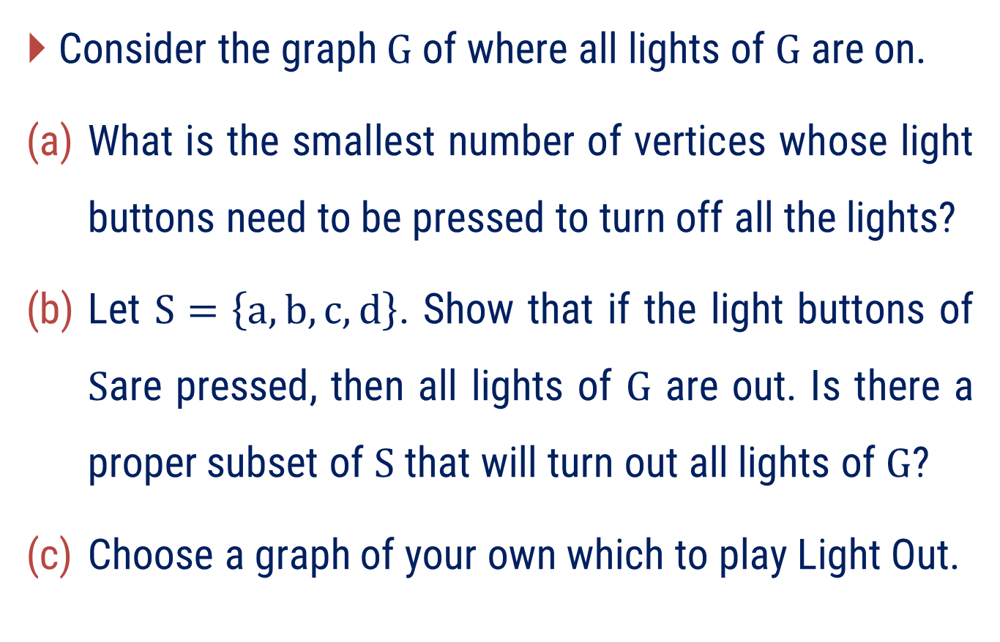 Consider the graph G of where all lights of G are on.
(a) What is the smallest number of vertices whose light
buttons need to be pressed to turn off all the lights?
(b) Let S = {a, b, c, d}. Show that if the light buttons of
Sare pressed, then all lights of G are out. Is there a
proper subset of S that will turn out all lights of G?
(c) Choose a graph of your own which to play Light Out.